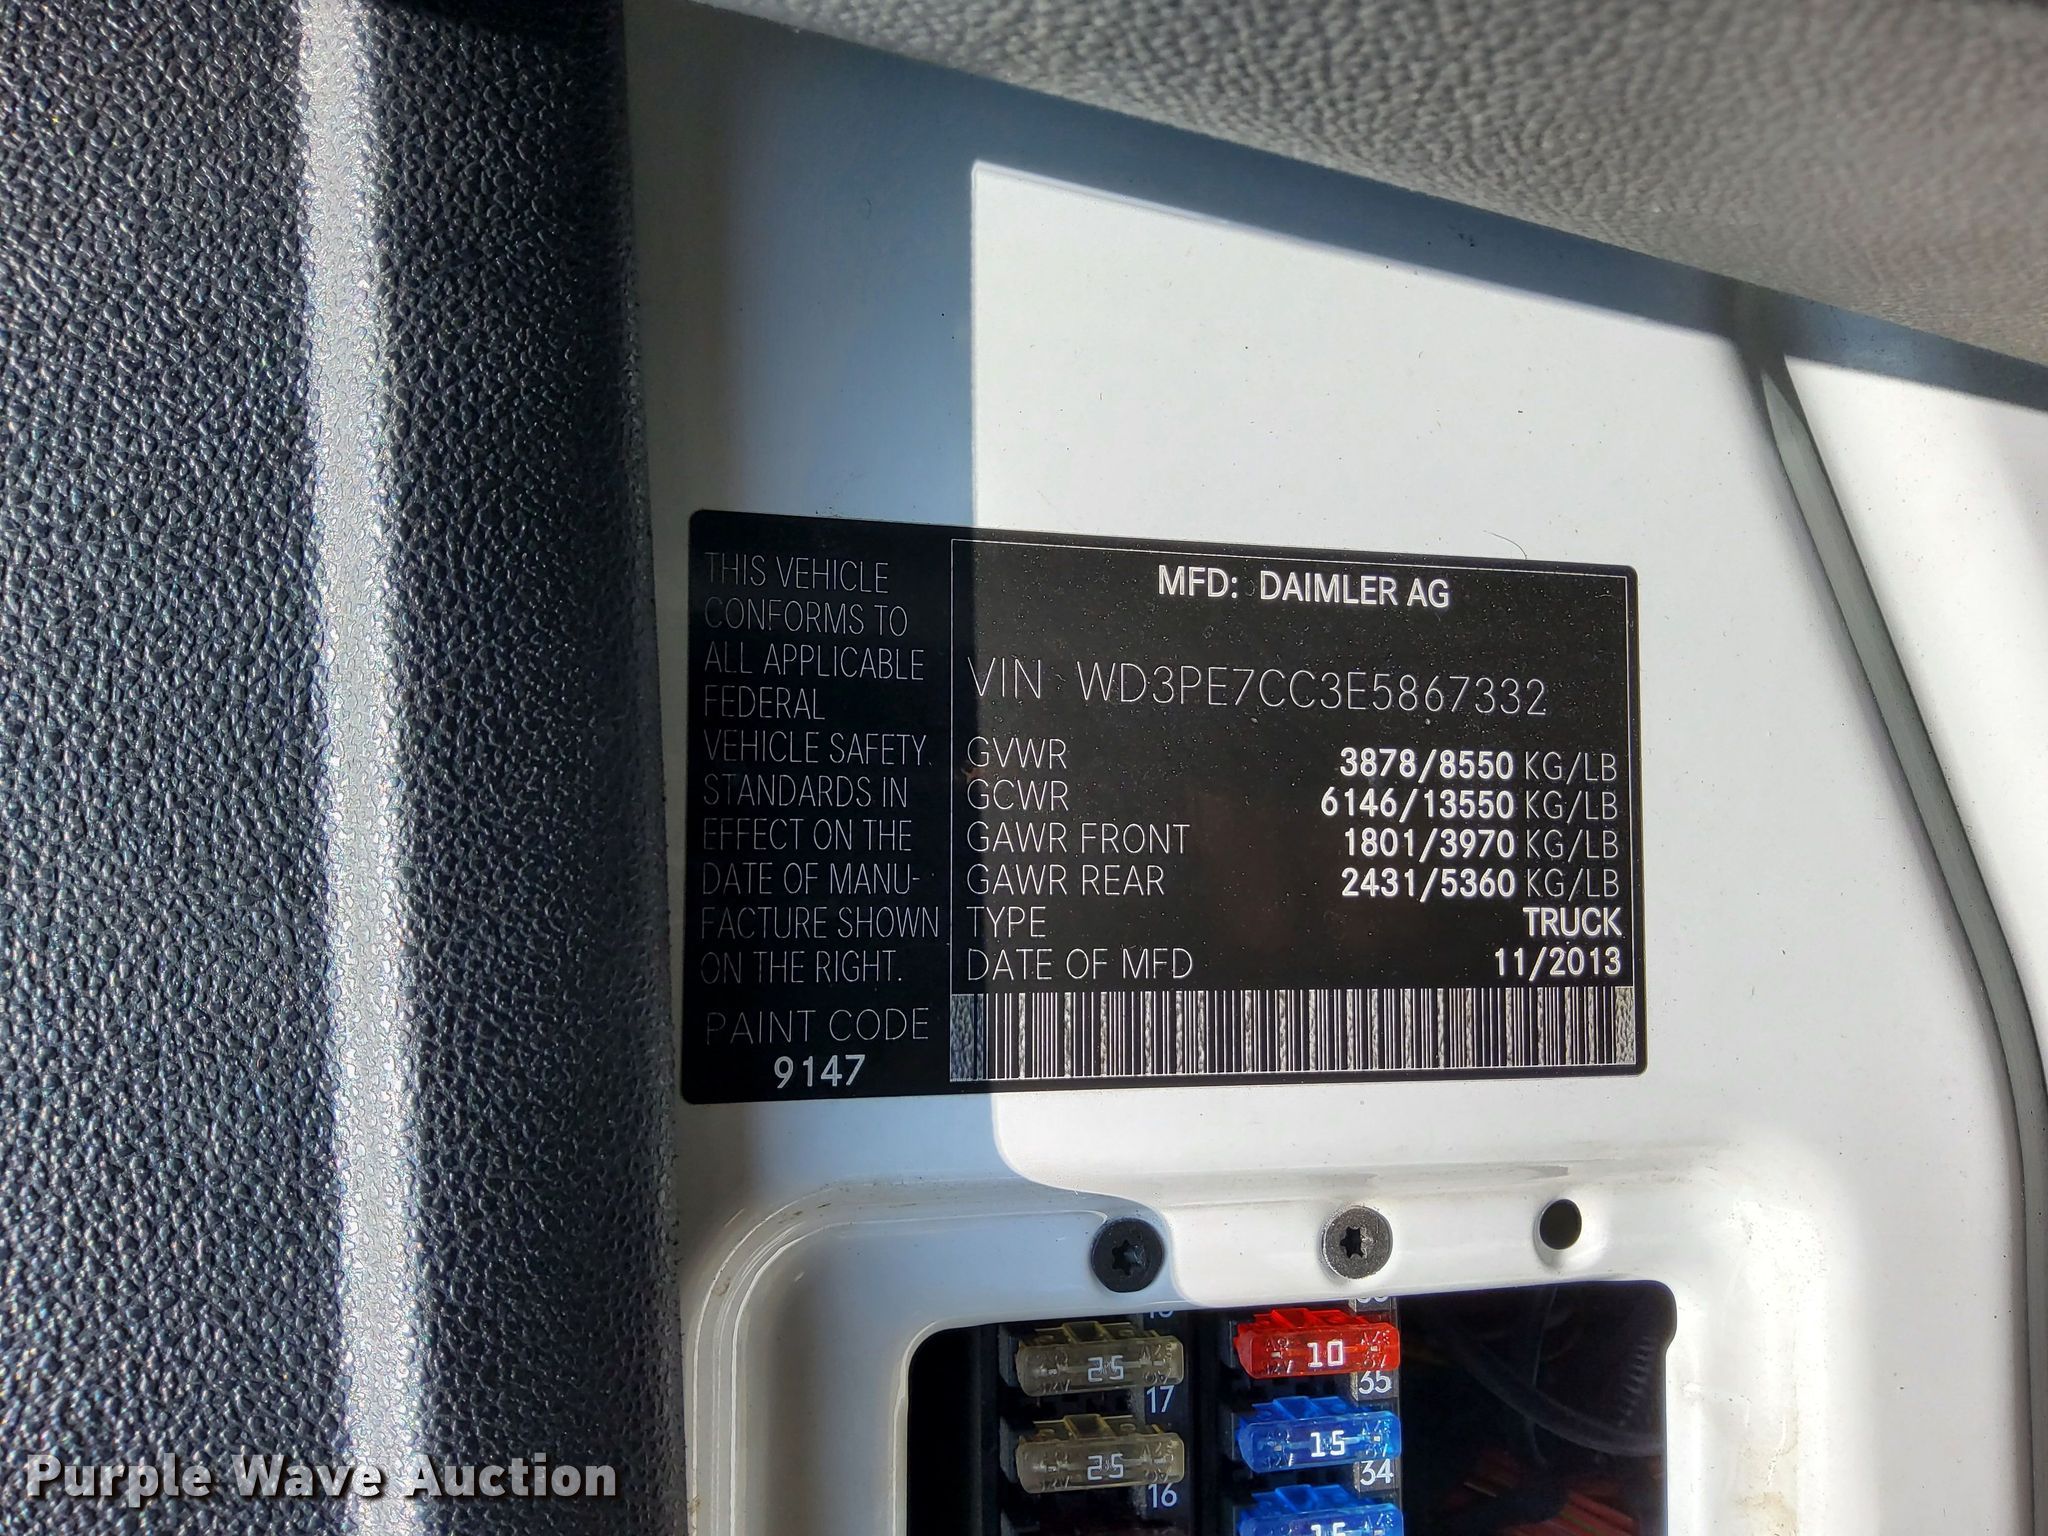 THIS VEHICLE
CONFORMS TO
ALL APPLICABLE
FEDERAL
VEHICLE SAFETY
STANDARDS IN
EFFECT ON THE
DATE OF MANU-
FACTURE SHOWN
ON THE RIGHT.
PAINT CODE
9147
MFD: DAIMLER AG
VIN WD3PE7CC3E5867332
GVWR 3878/8550 KG/LB
GCWR 6146/13550 KG/LB
GAWR FRONT 1801/3970 KG/LB
GAWR REAR 2431/5360 KG/LB
TYPE TRUCK
DATE OF MFD 11/2013
25
17
25
16
10
35
15
34
15
Purple Wave Auction